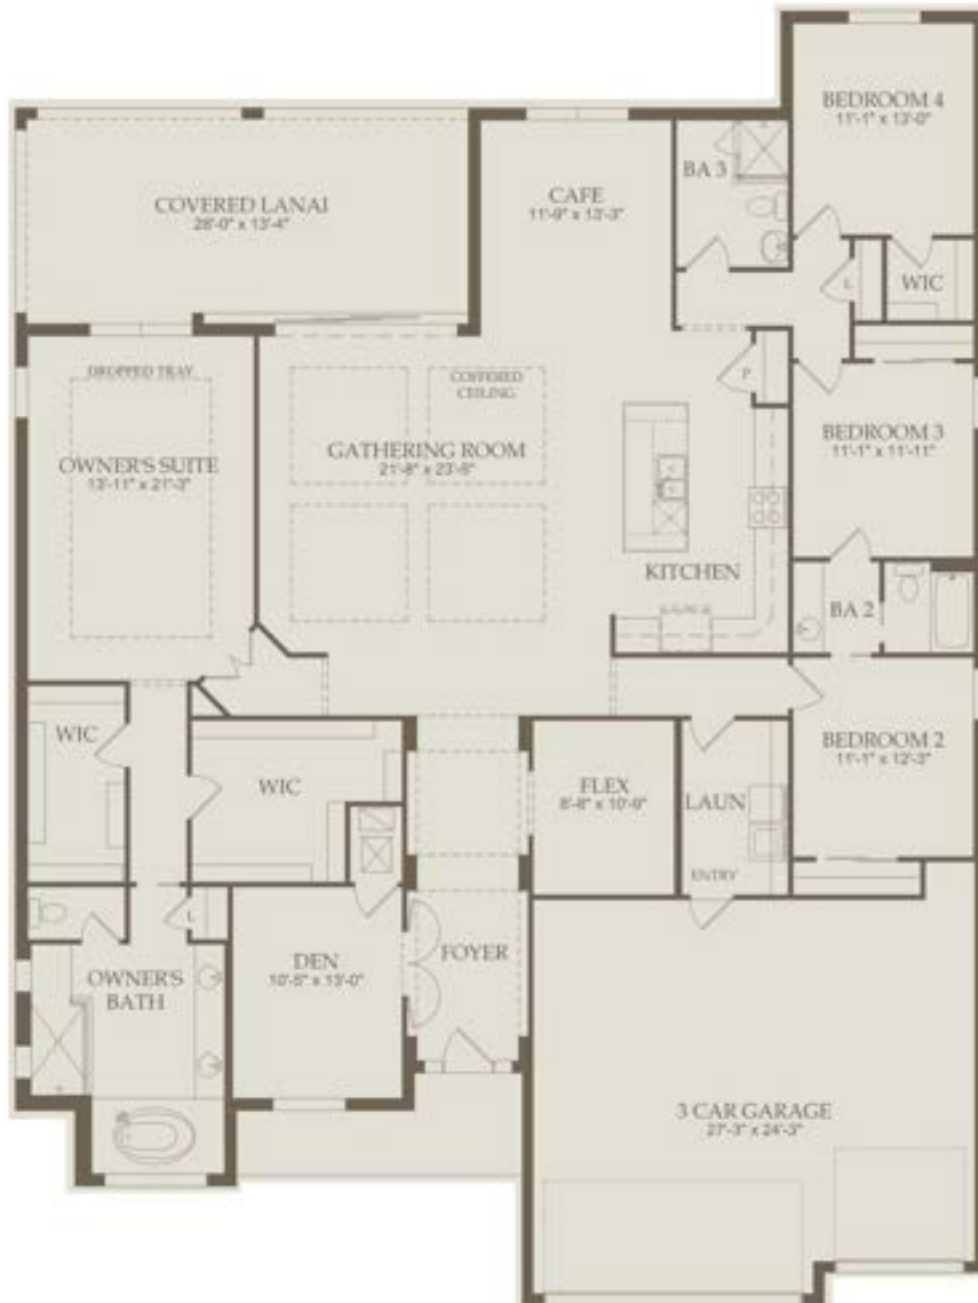 BEDROOM 4
11'-1" x 13'-0"
BA 3
CAFE
11'-9" x 13'-3"
COVERED LANAI
28'-0" x 13'-4"
L
WIC
DROPPED TRAY
COFFERED
CEILING
P
GATHERING ROOM
21'-8" x 23'-5"
BEDROOM 3
11'-1" x 11'-11"
OWNER'S SUITE
13'-11" x 21'-3"
KITCHEN
BA 2
WIC
WIC
BEDROOM 2
11'-1" x 12'-3"
FLEX
8'-8" x 10'-9"
LAUN
ENTRY
L
FOYER
DEN
10'-5" x 13'-0"
OWNER'S
BATH
3 CAR GARAGE
27'-3" x 24'-3"